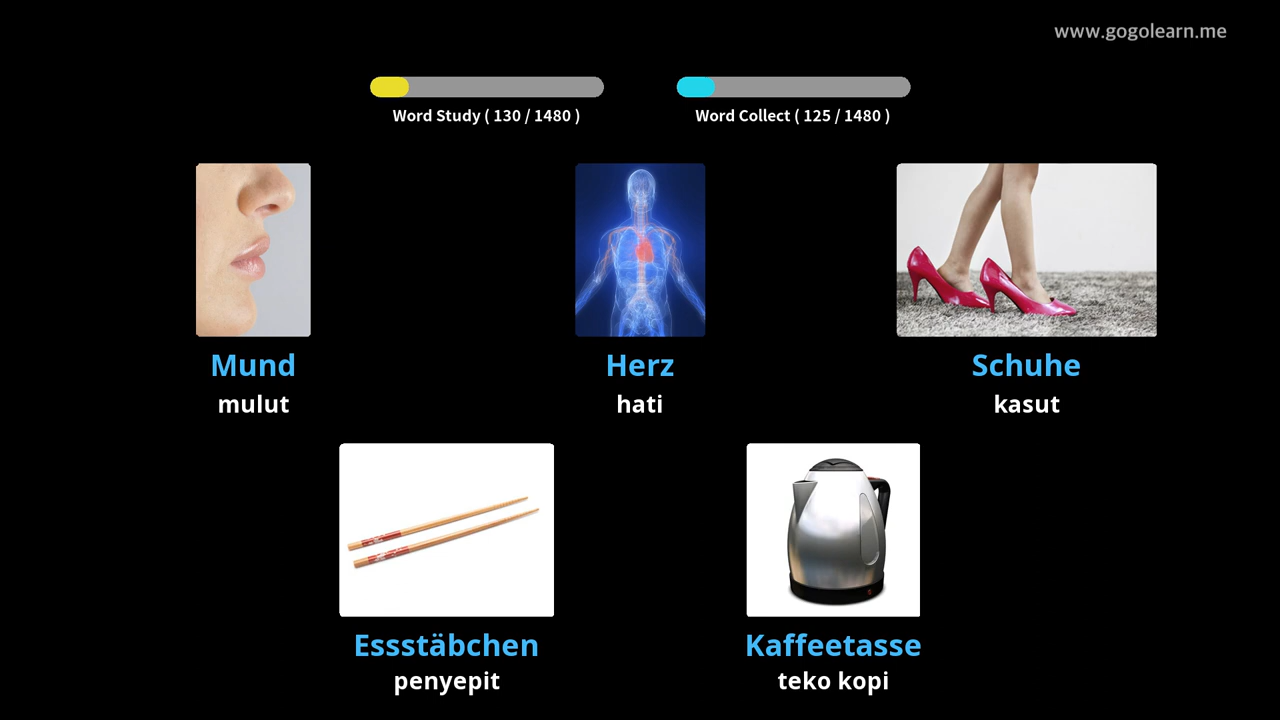 www.gogolearn.me
Word Study ( 130 / 1480 )
Word Collect ( 125 / 1480 )
Mund
mulut
Herz
hati
Schuhe
kasut
Essstäbchen
penyepit
Kaffeetasse
teko kopi